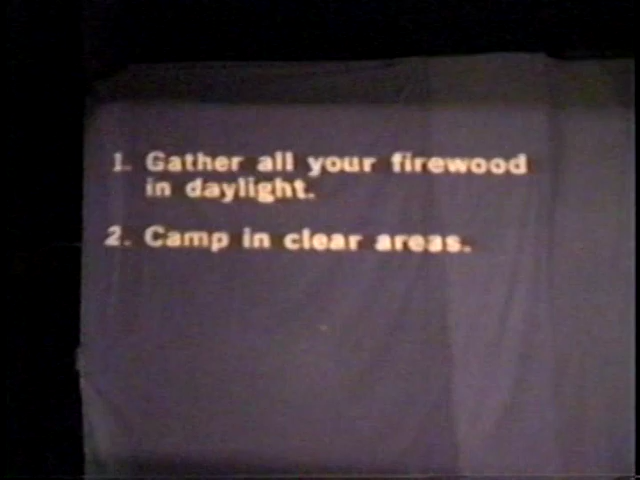 1. Gather all your firewood
in daylight.
2. Camp in clear areas.